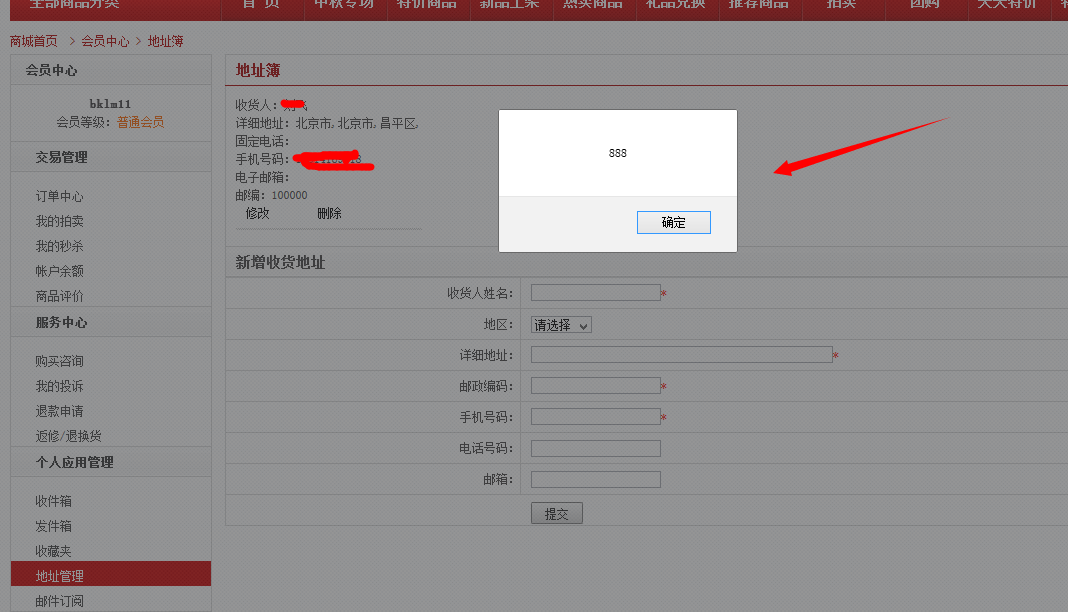 全部商品分类 首 页 中秋专场 特价商品 新品上架 热卖商品 礼品兑换 推荐商品 拍卖 团购 天天特价
商城首页 > 会员中心 > 地址簿
会员中心
bklm11
会员等级：普通会员
交易管理
订单中心
我的拍卖
我的秒杀
帐户余额
商品评价
服务中心
购买咨询
我的投诉
退款申请
返修/退换货
个人应用管理
收件箱
发件箱
收藏夹
地址管理
邮件订阅
地址簿
收货人：
详细地址：北京市,北京市,昌平区,
固定电话：
手机号码：
电子邮箱：
邮编：100000
修改 删除
888
确定
新增收货地址
收货人姓名： *
地区： 请选择
详细地址： *
邮政编码： *
手机号码： *
电话号码：
邮箱：
提交